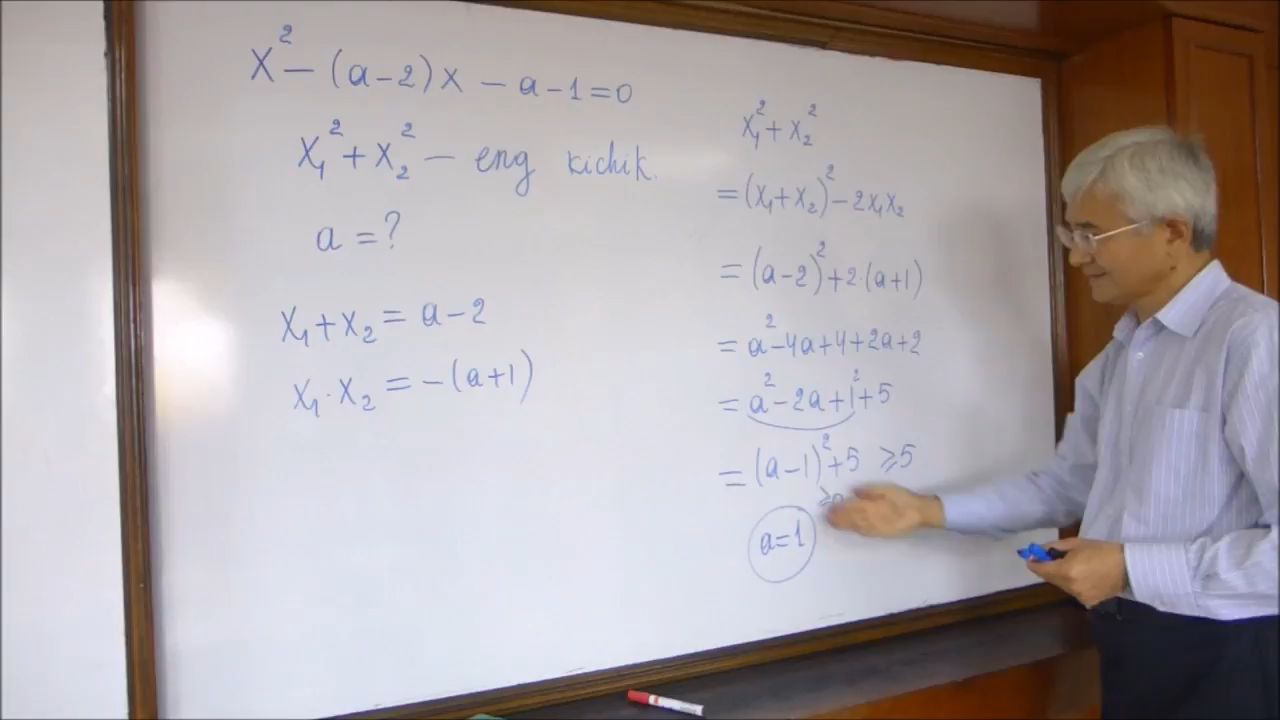 x² - (a-2)x - a - 1 = 0
x₁² + x₂² - eng kichik.
a = ?
x₁ + x₂ = a - 2
x₁ · x₂ = -(a+1)
x₁² + x₂²
= (x₁ + x₂)² - 2x₁x₂
= (a-2)² + 2·(a+1)
= a² - 4a + 4 + 2a + 2
= a² - 2a + 1² + 5
= (a-1)² + 5 ≥ 5
≥0
a = 1